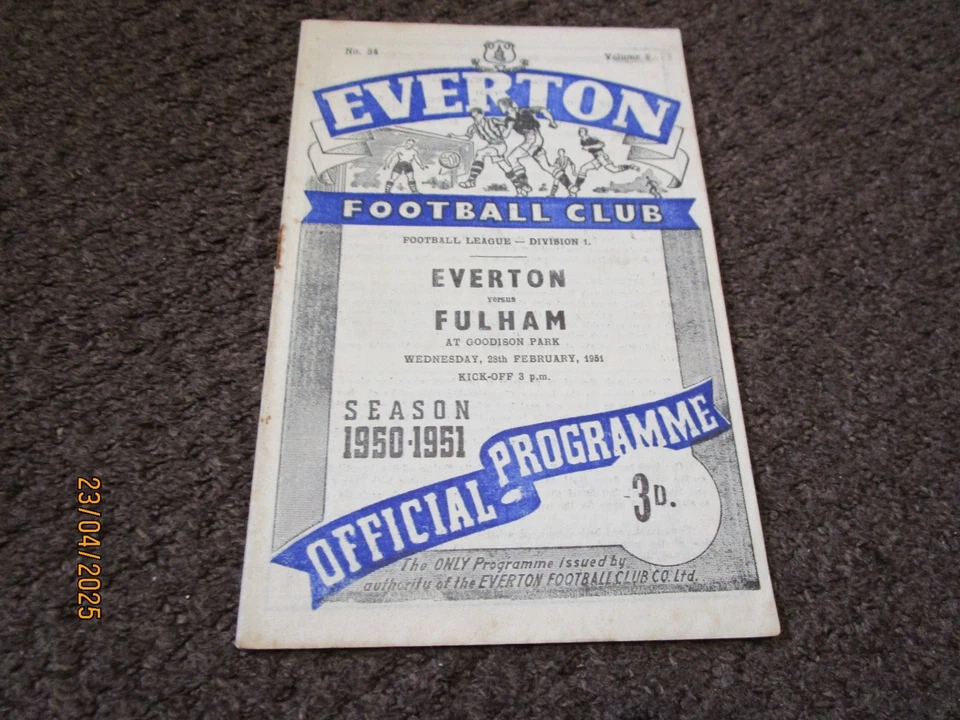 No. 34
Volume
EVERTON
FOOTBALL CLUB
FOOTBALL LEAGUE — DIVISION 1.
EVERTON
versus
FULHAM
AT GOODISON PARK
WEDNESDAY, 28th FEBRUARY, 1951
KICK-OFF 3 p.m.
SEASON
1950-1951
OFFICIAL PROGRAMME
3D.
The ONLY Programme Issued by
authority of the EVERTON FOOTBALL CLUB CO. Ltd.
23/04/2025